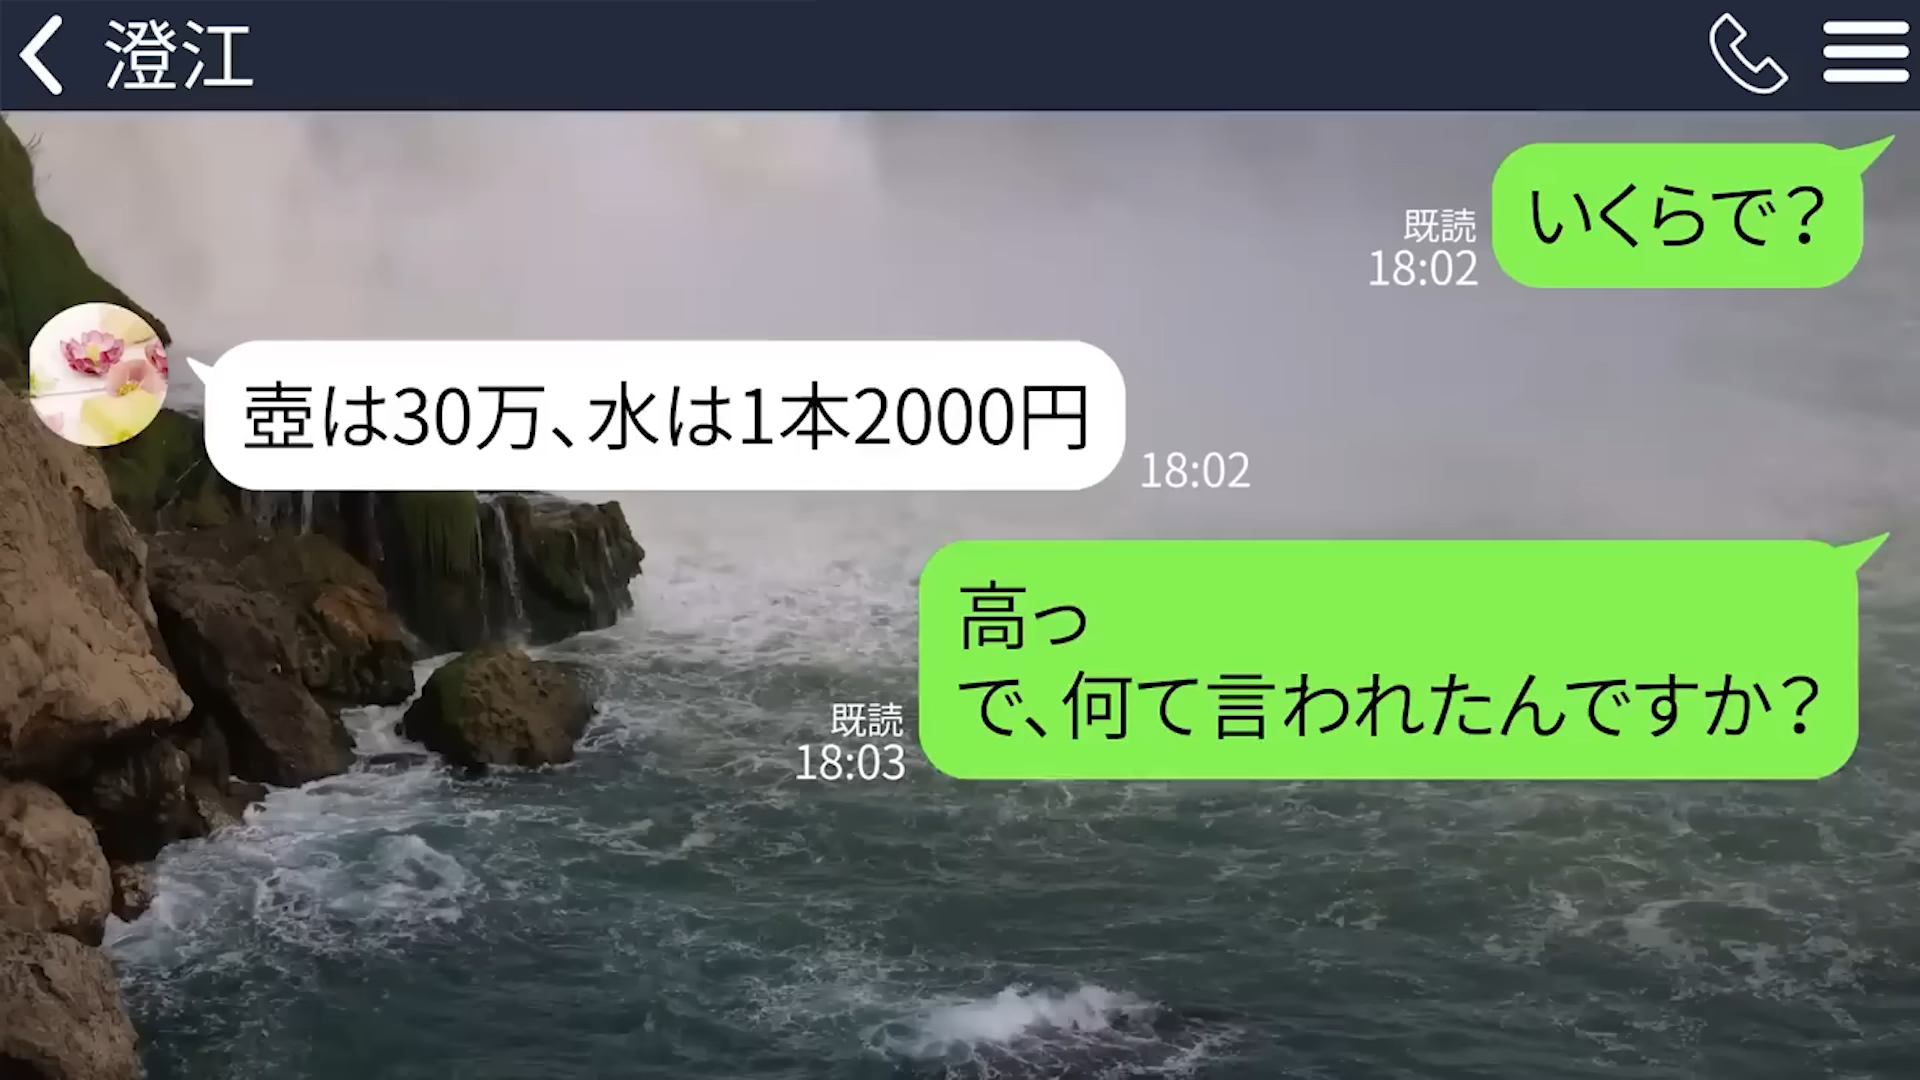 澄江
いくらで？
既読
18:02
壺は30万、水は1本2000円
18:02
高っ
で、何て言われたんですか？
既読
18:03